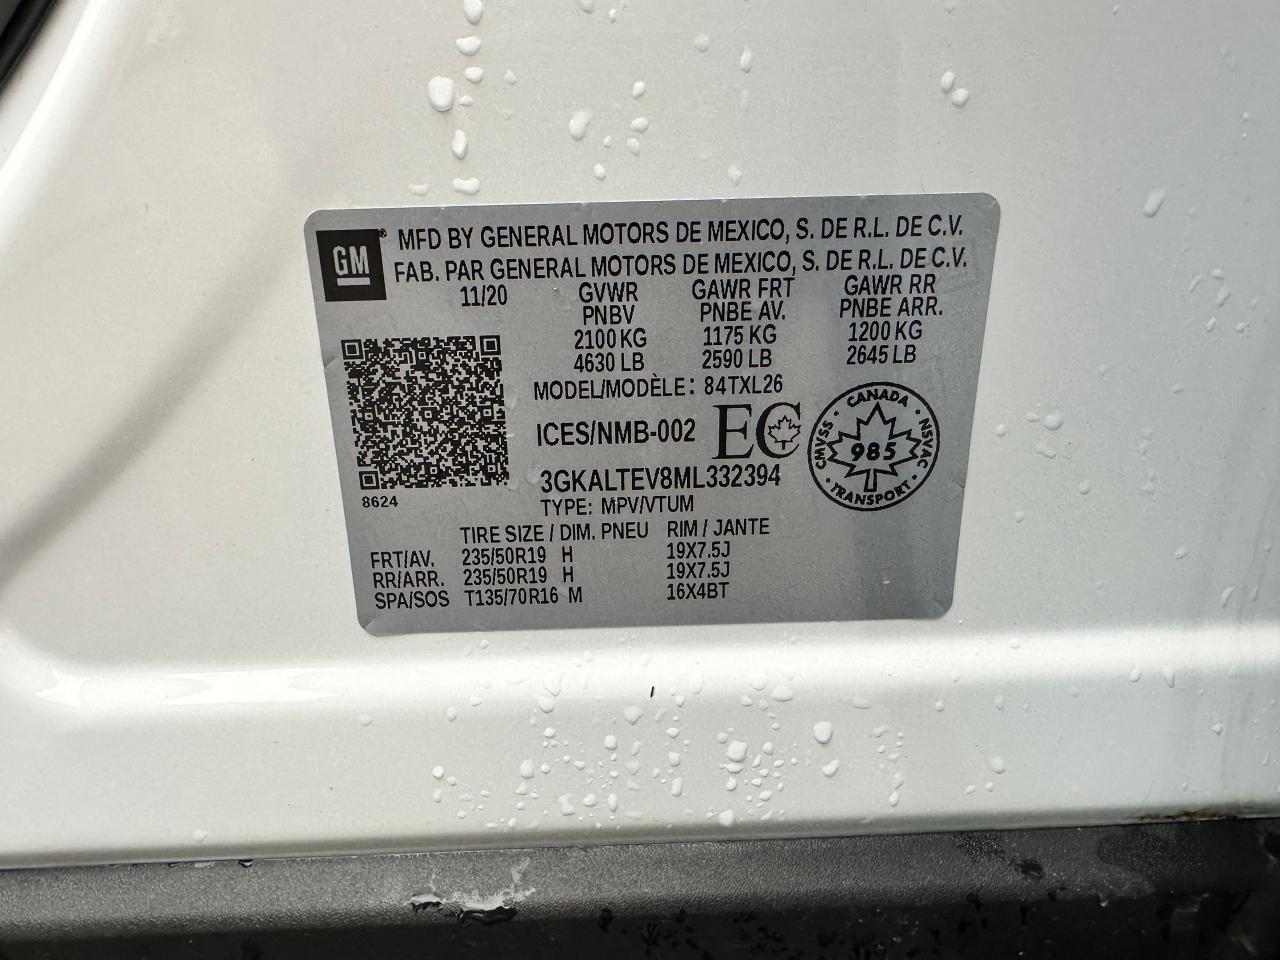 GM
MFD BY GENERAL MOTORS DE MEXICO, S. DE R.L. DE C.V.
FAB. PAR GENERAL MOTORS DE MEXICO, S. DE R.L. DE C.V.
11/20 GVWR GAWR FRT GAWR RR
PNBV PNBE AV. PNBE ARR.
2100 KG 1175 KG 1200 KG
4630 LB 2590 LB 2645 LB
MODEL/MODÈLE: 84TXL26
ICES/NMB-002 EC
CANADA
CMVSS 985 NSVAC
TRANSPORT
3GKALTEV8ML332394
8624 TYPE: MPV/VTUM
TIRE SIZE / DIM. PNEU RIM / JANTE
FRT/AV. 235/50R19 H 19X7.5J
RR/ARR. 235/50R19 H 19X7.5J
SPA/SOS T135/70R16 M 16X4BT